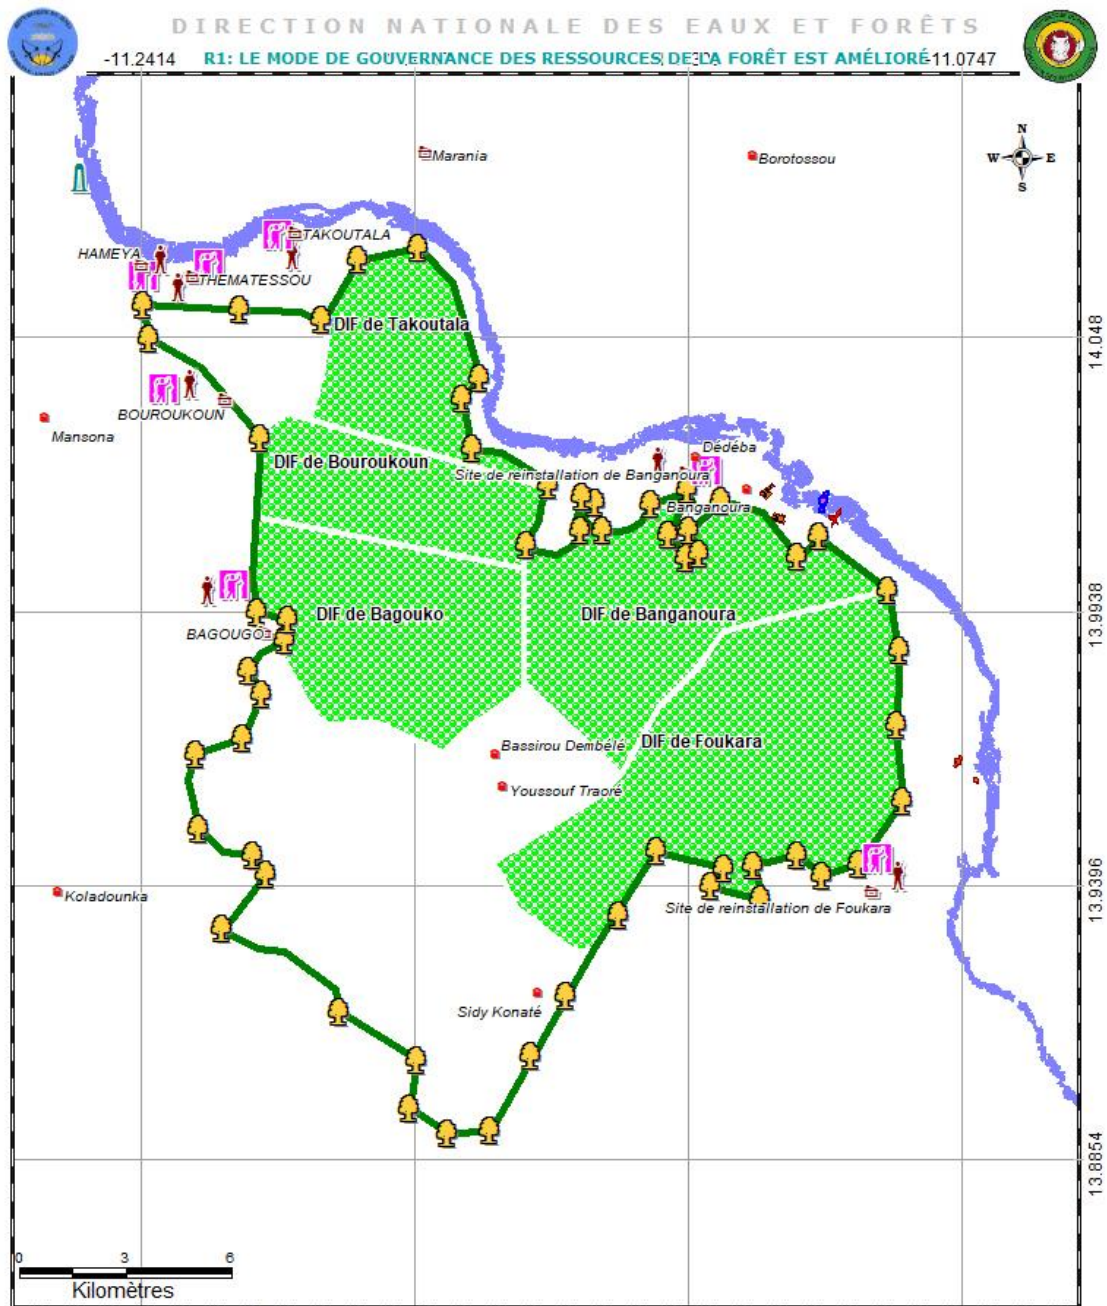 DIRECTION NATIONALE DES EAUX ET FORÊTS
-11.2414
R1: LE MODE DE GOUVERNANCE DES RESSOURCES DE LA FORÊT EST AMÉLIORÉ
-11.0747
N
W E
S
Marania
Borotossou
TAKOUTALA
HAMEYA
THEMATESSOU
DIF de Takoutala
14.048
BOUROUKOUN
Mansona
Dédéba
DIF de Bouroukoun
Site de reinstallation de Banganoura
Banganoura
DIF de Bagouko
DIF de Banganoura
13.9938
BAGOUGO
DIF de Foukara
Bassirou Dembélé
Youssouf Traoré
Koladounka
13.9396
Site de reinstallation de Foukara
Sidy Konaté
13.8854
0 3 6
Kilomètres